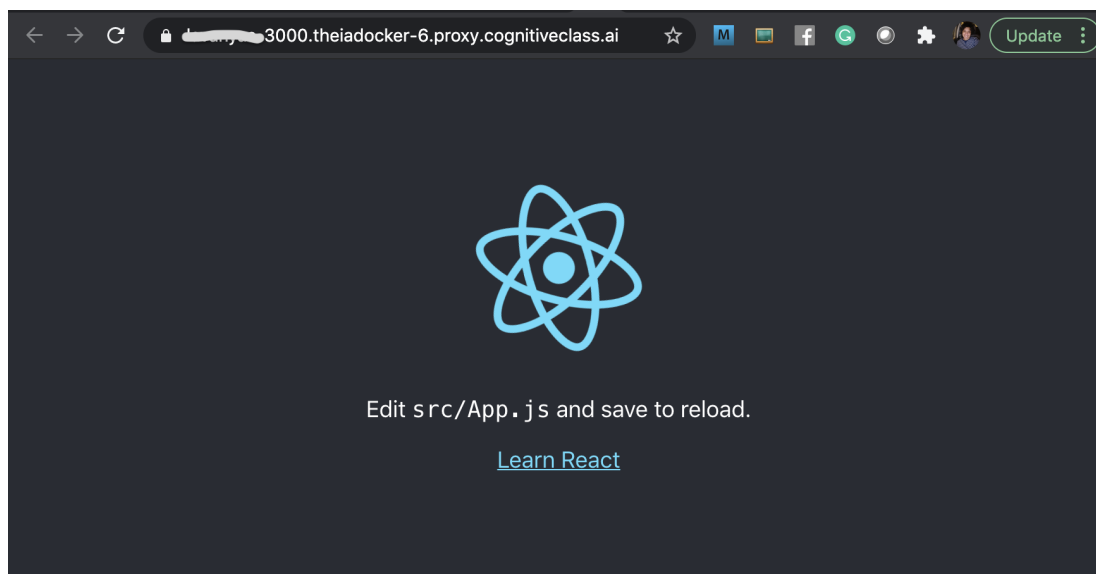 3000.theiadocker-6.proxy.cognitiveclass.ai
M
f
G
Update
Edit src/App.js and save to reload.
Learn React